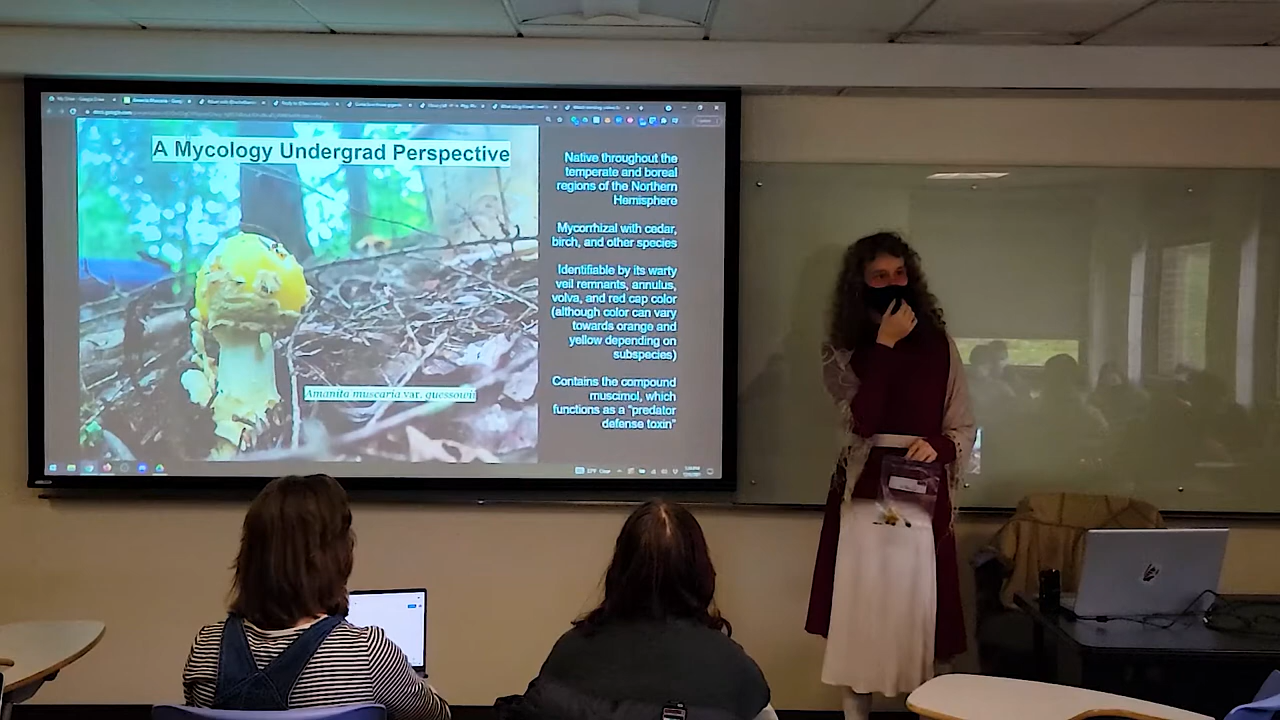 A Mycology Undergrad Perspective
Native throughout the
temperate and boreal
regions of the Northern
Hemisphere
Mycorrhizal with cedar,
birch, and other species
Identifiable by its warty
veil remnants, annulus,
volva, and red cap color
(although color can vary
towards orange and
yellow depending on
subspecies)
Contains the compound
muscimol, which
functions as a "predator
defense toxin"
Amanita muscaria var. guessowii